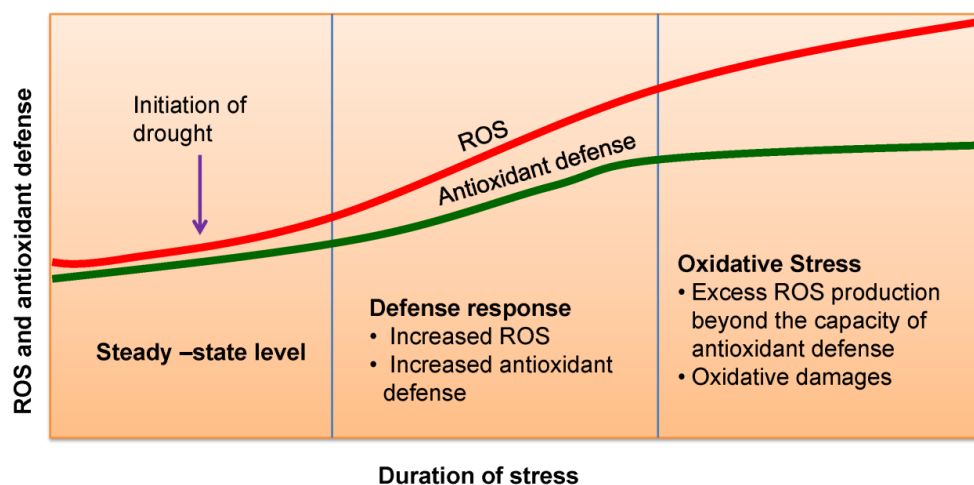 ROS and antioxidant defense
Initiation of
drought
ROS
Antioxidant defense
Steady –state level
Defense response
• Increased ROS
• Increased antioxidant
defense
Oxidative Stress
• Excess ROS production
beyond the capacity of
antioxidant defense
• Oxidative damages
Duration of stress